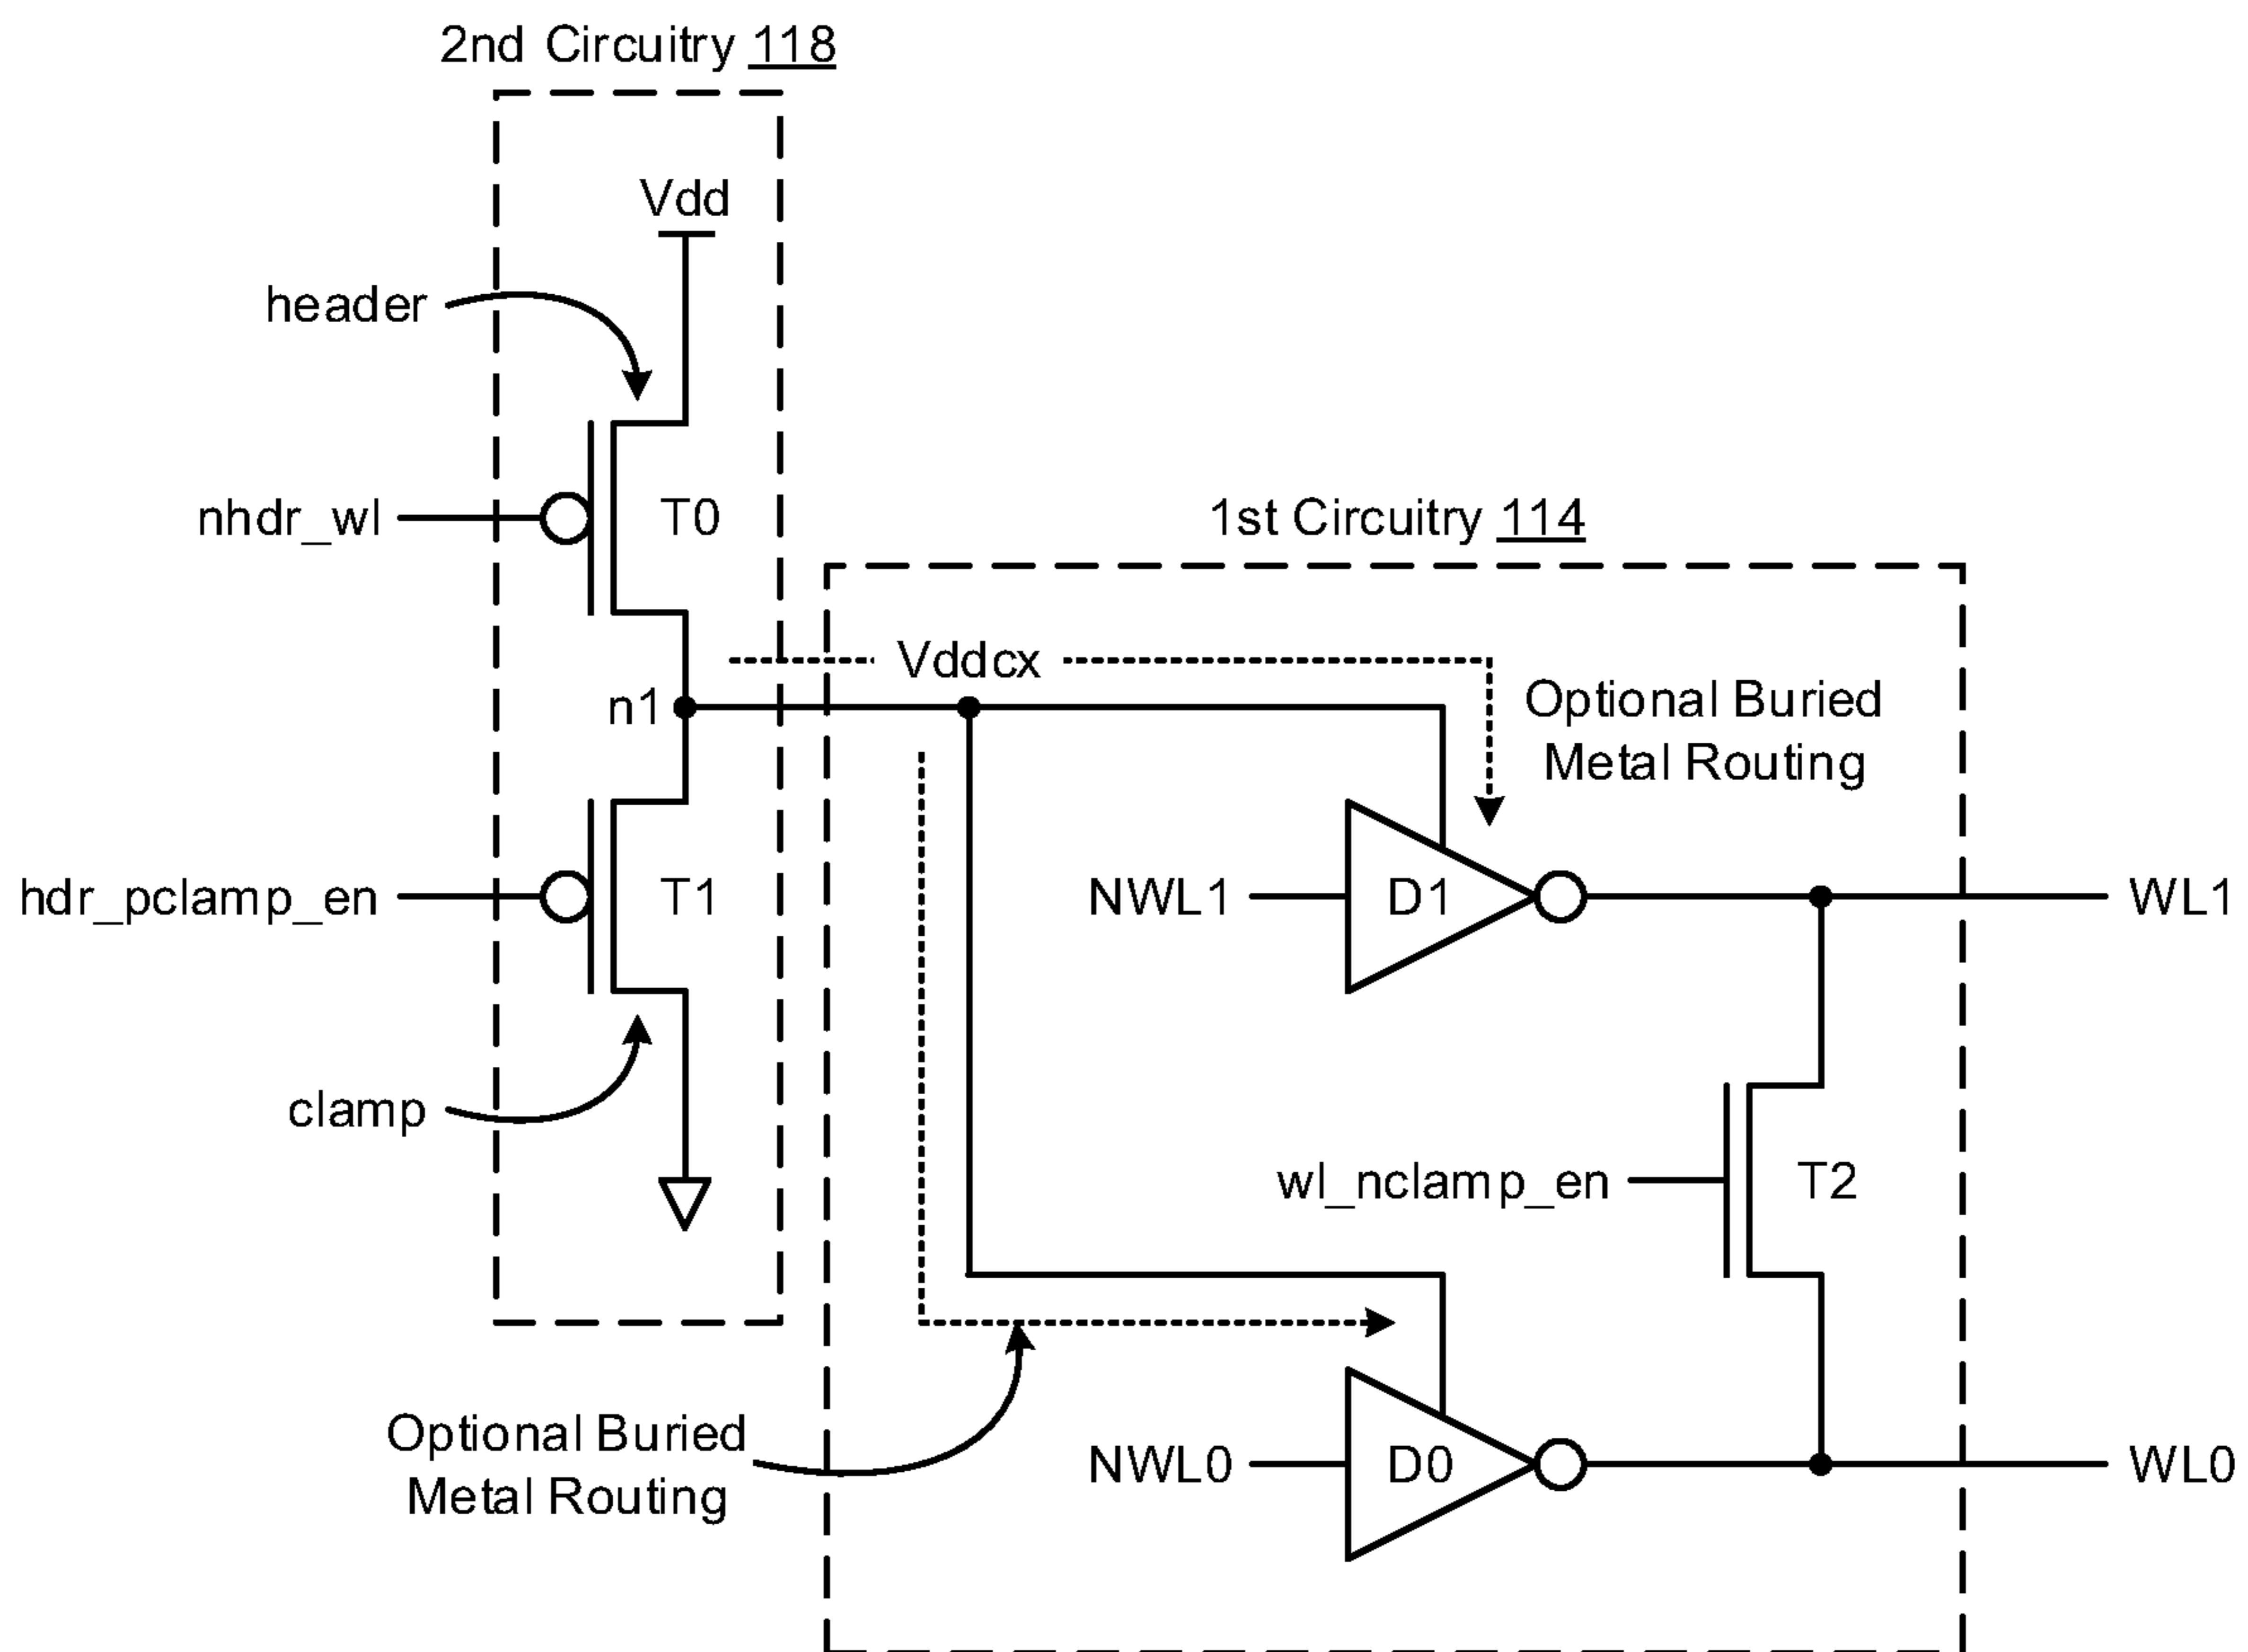 2nd Circuitry 118
Vdd
header
nhdr_wl
T0
1st Circuitry 114
Vddcx
n1
Optional Buried
Metal Routing
hdr_pclamp_en
T1
NWL1
D1
WL1
clamp
wl_nclamp_en
T2
Optional Buried
Metal Routing
NWL0
D0
WL0